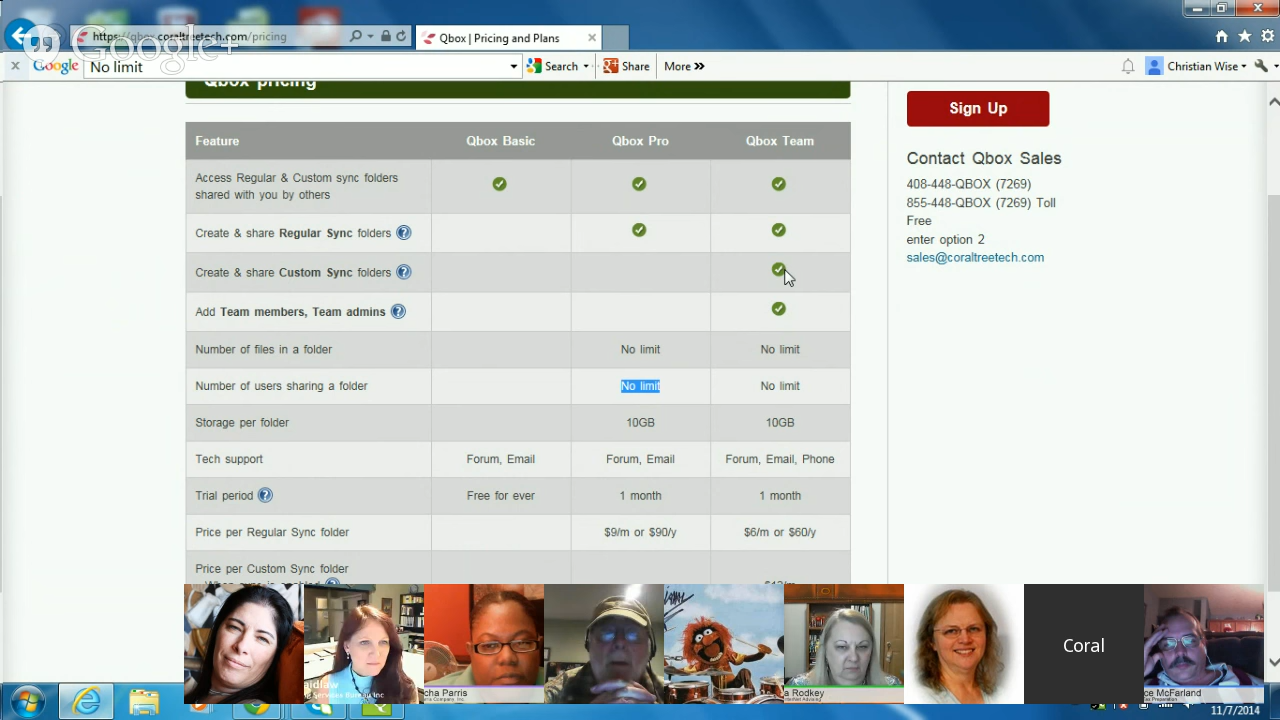 https://qbox.coraltreetech.com/pricing
Google+
Qbox | Pricing and Plans
Google
No limit
Search
Share
More »
Christian Wise
Qbox pricing
Feature
Qbox Basic
Qbox Pro
Qbox Team
Access Regular & Custom sync folders
shared with you by others
Create & share Regular Sync folders
Create & share Custom Sync folders
Add Team members, Team admins
Number of files in a folder
No limit
No limit
Number of users sharing a folder
No limit
No limit
Storage per folder
10GB
10GB
Tech support
Forum, Email
Forum, Email
Forum, Email, Phone
Trial period
Free for ever
1 month
1 month
Price per Regular Sync folder
$9/m or $90/y
$6/m or $60/y
Price per Custom Sync folder
Sign Up
Contact Qbox Sales
408-448-QBOX (7269)
855-448-QBOX (7269) Toll
Free
enter option 2
sales@coraltreetech.com
idlaw
Services Bureau Inc
cha Parris
a Rodkey
Coral
ce McFarland
11/7/2014